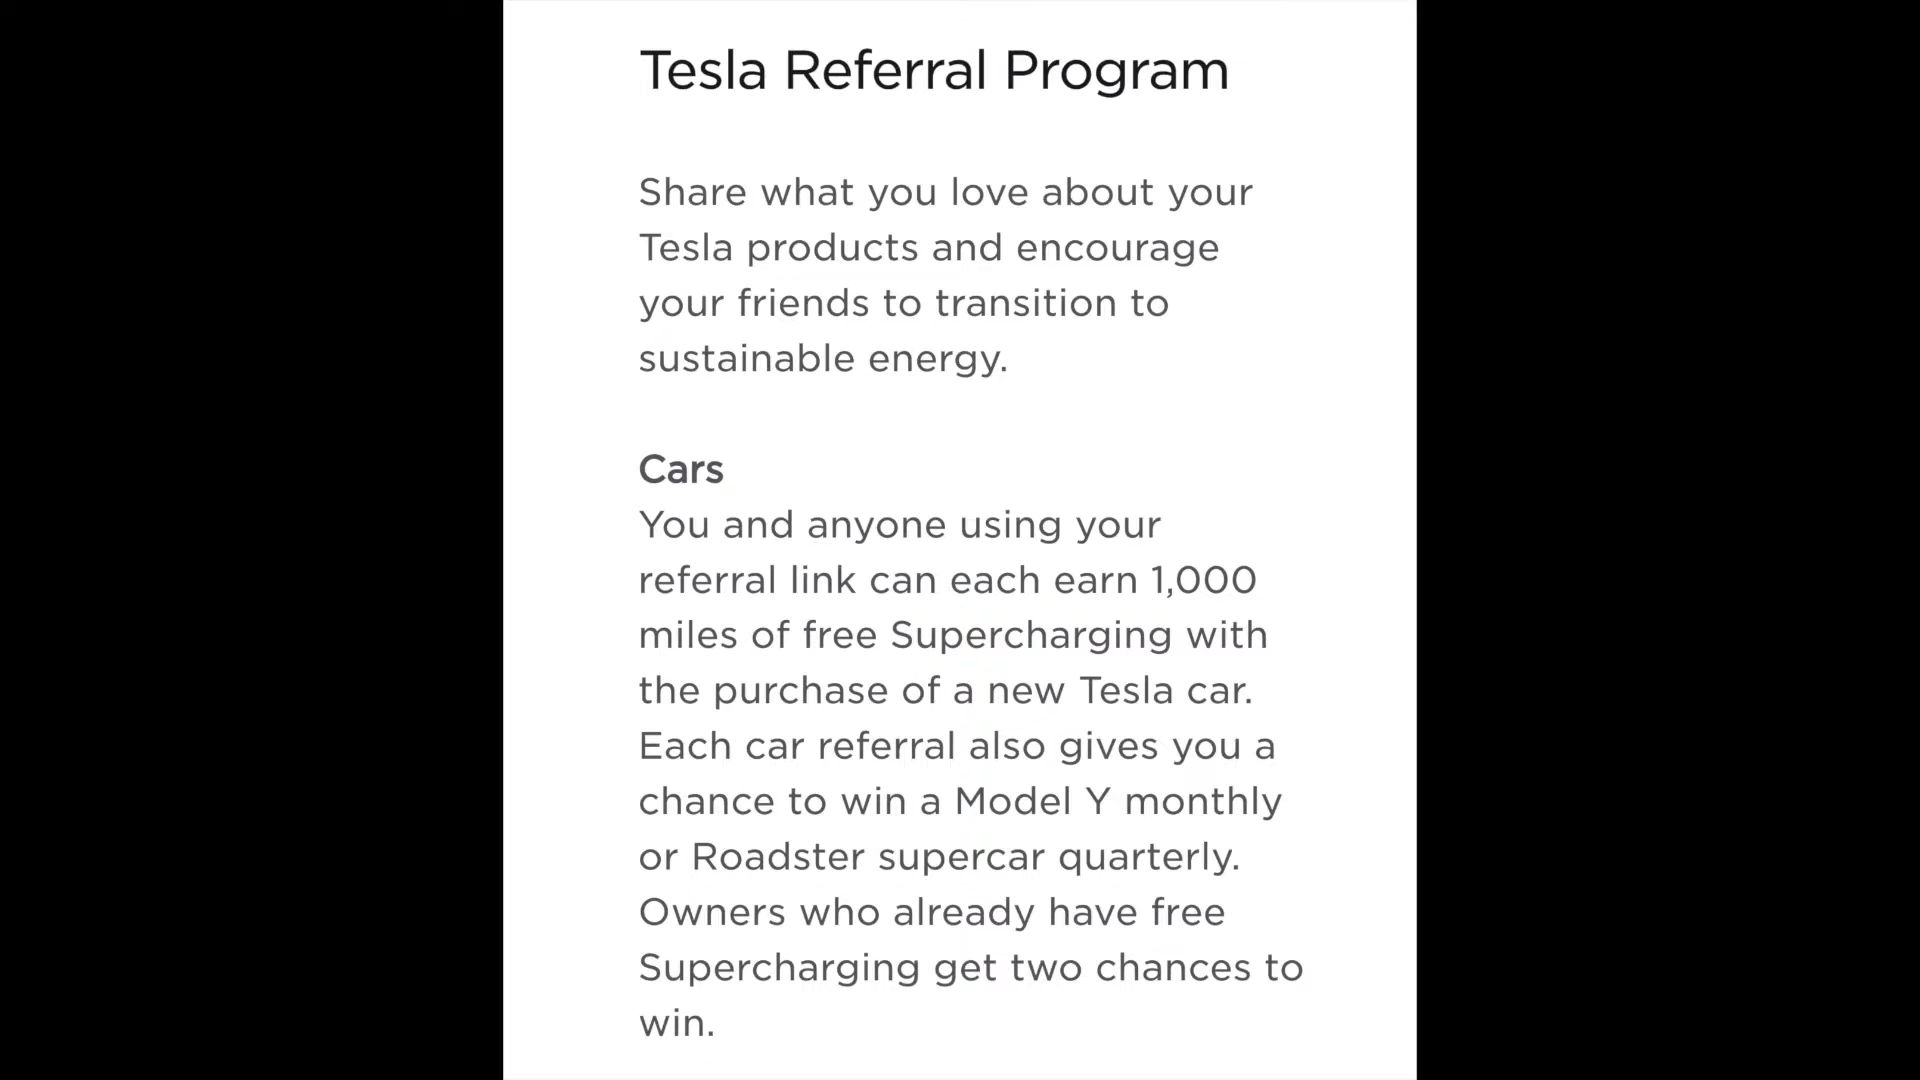 Tesla Referral Program
Share what you love about your
Tesla products and encourage
your friends to transition to
sustainable energy.
Cars
You and anyone using your
referral link can each earn 1,000
miles of free Supercharging with
the purchase of a new Tesla car.
Each car referral also gives you a
chance to win a Model Y monthly
or Roadster supercar quarterly.
Owners who already have free
Supercharging get two chances to
win.